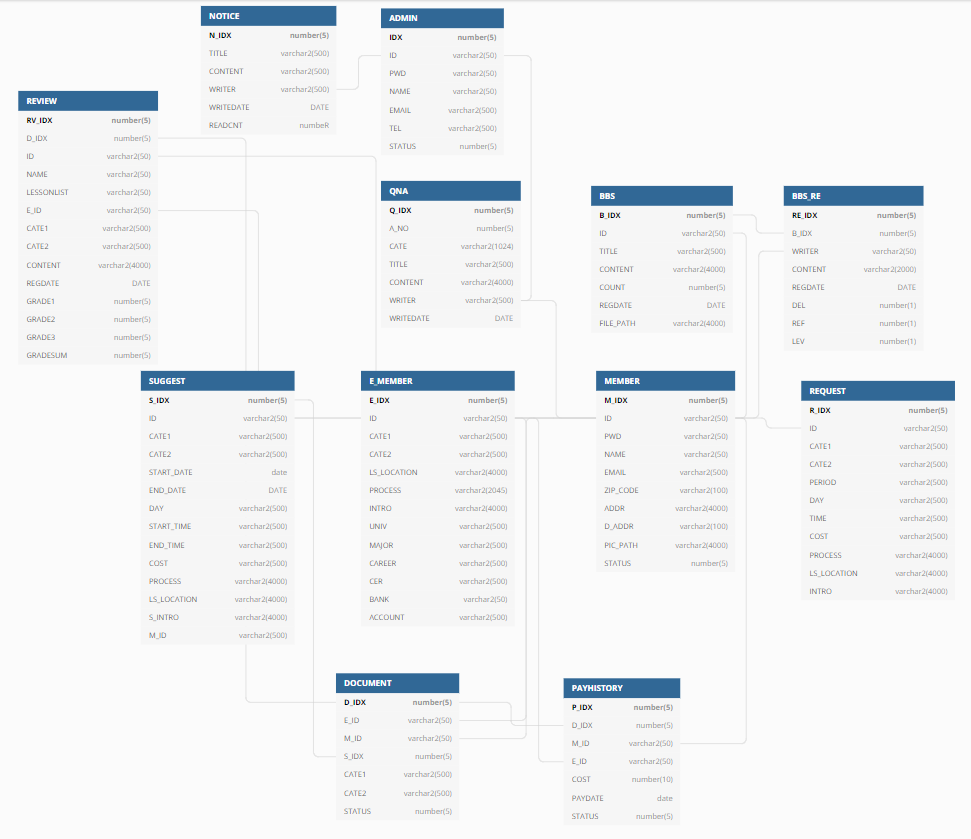 NOTICE
N_IDX number(5)
TITLE varchar2(500)
CONTENT varchar2(500)
WRITER varchar2(500)
WRITEDATE DATE
READCNT numbeR
ADMIN
IDX number(5)
ID varchar2(50)
PWD varchar2(50)
NAME varchar2(50)
EMAIL varchar2(500)
TEL varchar2(500)
STATUS number(5)
REVIEW
RV_IDX number(5)
D_IDX number(5)
ID varchar2(50)
NAME varchar2(50)
LESSONLIST varchar2(50)
E_ID varchar2(50)
CATE1 varchar2(500)
CATE2 varchar2(500)
CONTENT varchar2(4000)
REGDATE DATE
GRADE1 number(5)
GRADE2 number(5)
GRADE3 number(5)
GRADESUM number(5)
QNA
Q_IDX number(5)
A_NO number(5)
CATE varchar2(1024)
TITLE varchar2(500)
CONTENT varchar2(4000)
WRITER varchar2(500)
WRITEDATE DATE
BBS
B_IDX number(5)
ID varchar2(50)
TITLE varchar2(500)
CONTENT varchar2(4000)
COUNT number(5)
REGDATE DATE
FILE_PATH varchar2(4000)
BBS_RE
RE_IDX number(5)
B_IDX number(5)
WRITER varchar2(50)
CONTENT varchar2(2000)
REGDATE DATE
DEL number(1)
REF number(1)
LEV number(1)
SUGGEST
S_IDX number(5)
ID varchar2(50)
CATE1 varchar2(500)
CATE2 varchar2(500)
START_DATE date
END_DATE DATE
DAY varchar2(500)
START_TIME varchar2(500)
END_TIME varchar2(500)
COST varchar2(500)
PROCESS varchar2(4000)
LS_LOCATION varchar2(4000)
S_INTRO varchar2(4000)
M_ID varchar2(500)
E_MEMBER
E_IDX number(5)
ID varchar2(50)
CATE1 varchar2(500)
CATE2 varchar2(500)
LS_LOCATION varchar2(4000)
PROCESS varchar2(2045)
INTRO varchar2(4000)
UNIV varchar2(500)
MAJOR varchar2(500)
CAREER varchar2(500)
CER varchar2(500)
BANK varchar2(50)
ACCOUNT varchar2(500)
MEMBER
M_IDX number(5)
ID varchar2(50)
PWD varchar2(50)
NAME varchar2(50)
EMAIL varchar2(500)
ZIP_CODE varchar2(100)
ADDR varchar2(4000)
D_ADDR varchar2(100)
PIC_PATH varchar2(4000)
STATUS number(5)
REQUEST
R_IDX number(5)
ID varchar2(50)
CATE1 varchar2(500)
CATE2 varchar2(500)
PERIOD varchar2(500)
DAY varchar2(500)
TIME varchar2(500)
COST varchar2(500)
PROCESS varchar2(4000)
LS_LOCATION varchar2(4000)
INTRO varchar2(4000)
DOCUMENT
D_IDX number(5)
E_ID varchar2(50)
M_ID varchar2(50)
S_IDX number(5)
CATE1 varchar2(500)
CATE2 varchar2(500)
STATUS number(5)
PAYHISTORY
P_IDX number(5)
D_IDX number(5)
M_ID varchar2(50)
E_ID varchar2(50)
COST number(10)
PAYDATE date
STATUS number(5)